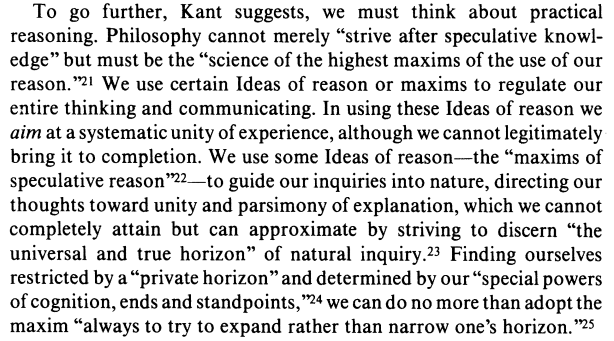 To go further, Kant suggests, we must think about practical
reasoning. Philosophy cannot merely “strive after speculative knowl-
edge” but must be the “science of the highest maxims of the use of our
reason.”21 We use certain Ideas of reason or maxims to regulate our
entire thinking and communicating. In using these Ideas of reason we
aim at a systematic unity of experience, although we cannot legitimately
bring it to completion. We use some Ideas of reason—the “maxims of
speculative reason”22—to guide our inquiries into nature, directing our
thoughts toward unity and parsimony of explanation, which we cannot
completely attain but can approximate by striving to discern “the
universal and true horizon” of natural inquiry.23 Finding ourselves
restricted by a “private horizon” and determined by our “special powers
of cognition, ends and standpoints,”24 we can do no more than adopt the
maxim “always to try to expand rather than narrow one’s horizon.”25